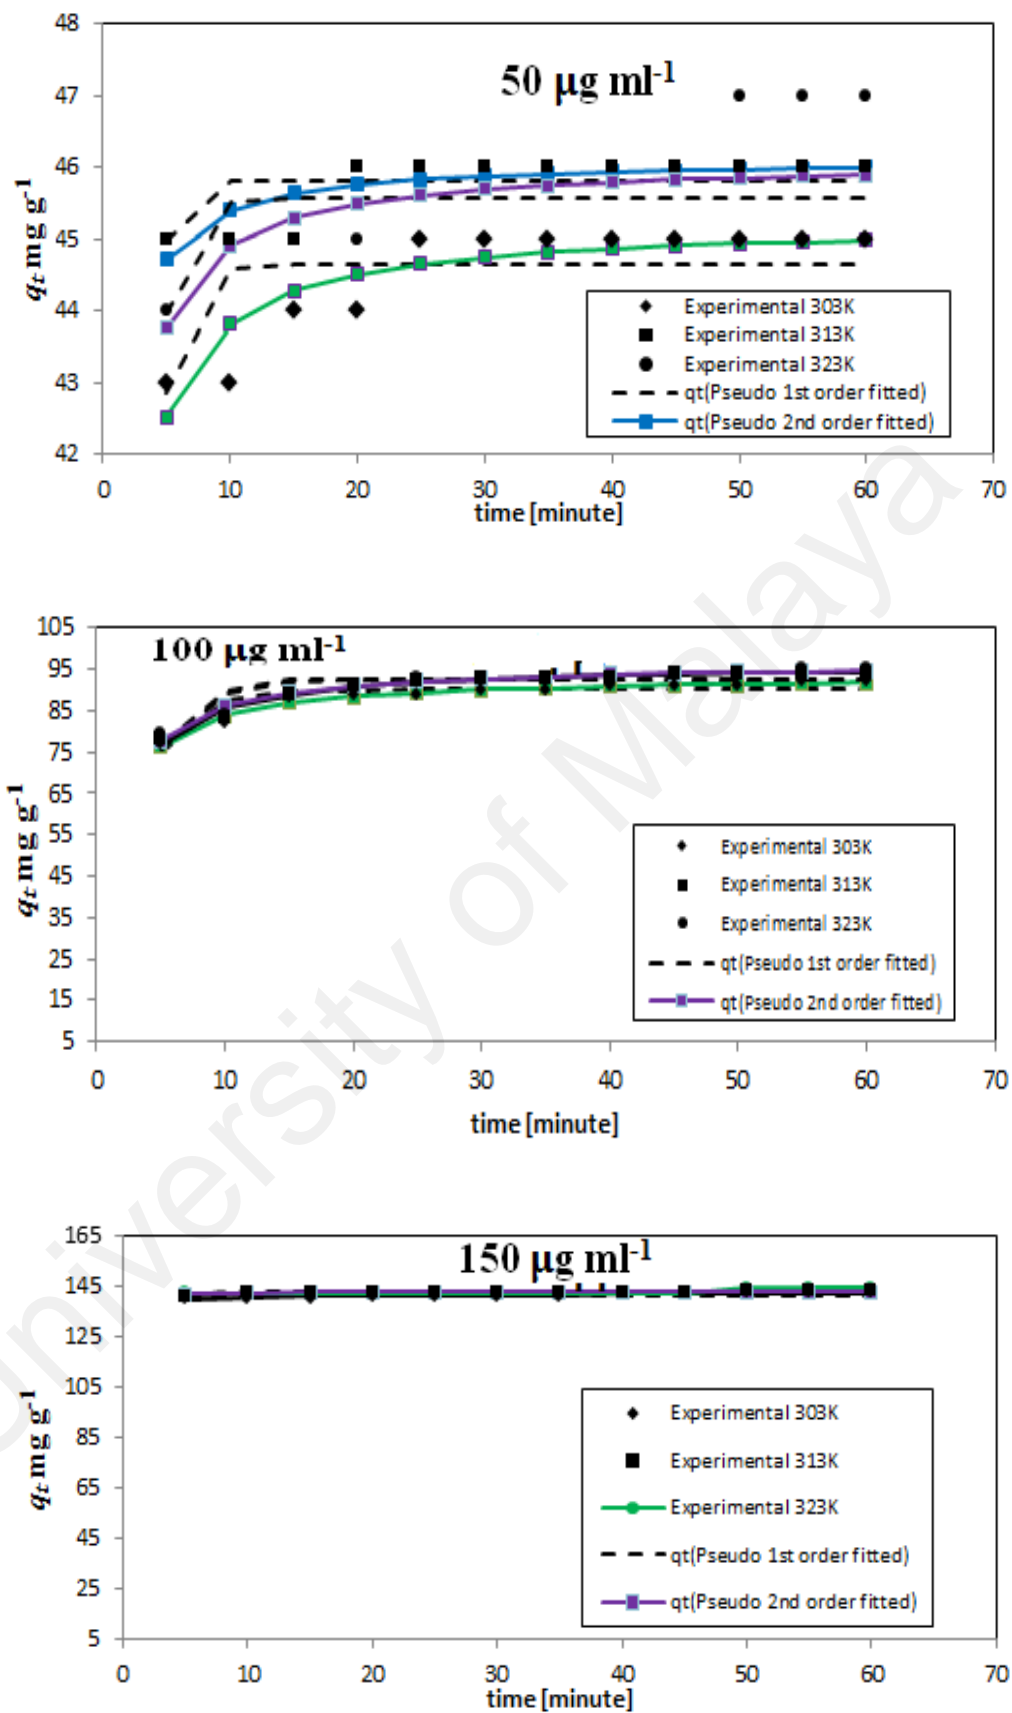 48
47
46
45
44
43
42
q_t mg g⁻¹
50 µg ml⁻¹
Experimental 303K
Experimental 313K
Experimental 323K
qt(Pseudo 1st order fitted)
qt(Pseudo 2nd order fitted)
0 10 20 30 40 50 60 70
time [minute]
105
95
85
75
65
55
45
35
25
15
5
q_t mg g⁻¹
100 µg ml⁻¹
Experimental 303K
Experimental 313K
Experimental 323K
qt(Pseudo 1st order fitted)
qt(Pseudo 2nd order fitted)
0 10 20 30 40 50 60 70
time [minute]
165
145
125
105
85
65
45
25
5
q_t mg g⁻¹
150 µg ml⁻¹
Experimental 303K
Experimental 313K
Experimental 323K
qt(Pseudo 1st order fitted)
qt(Pseudo 2nd order fitted)
0 10 20 30 40 50 60 70
time [minute]
University of Malaya